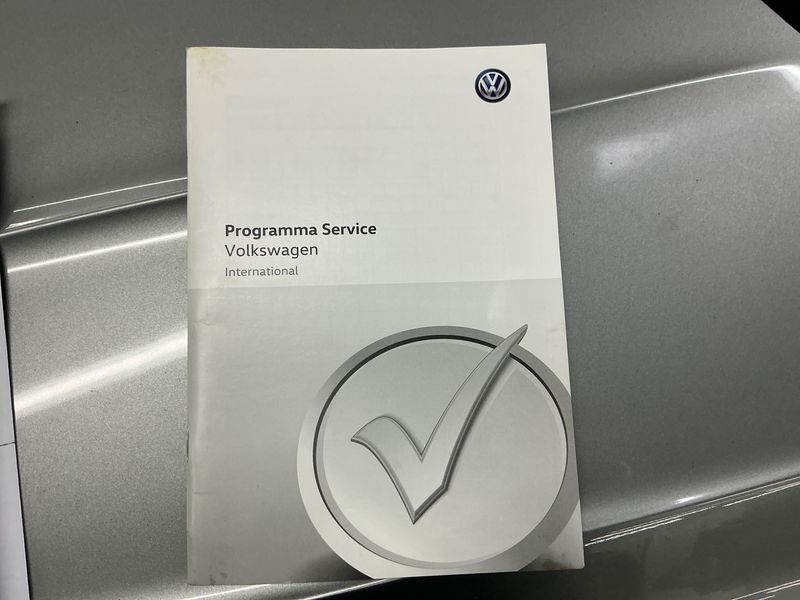 Programma Service
Volkswagen
International